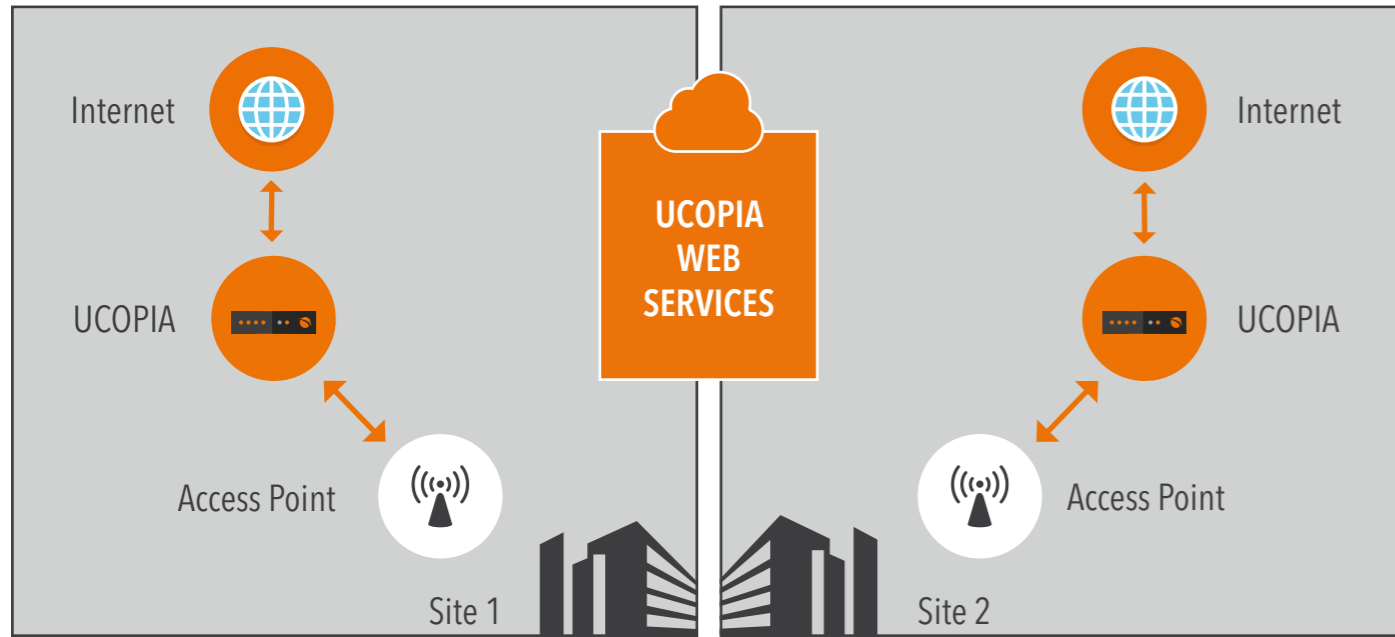 Internet
UCOPIA
Access Point
Site 1
UCOPIA
WEB
SERVICES
Internet
UCOPIA
Access Point
Site 2